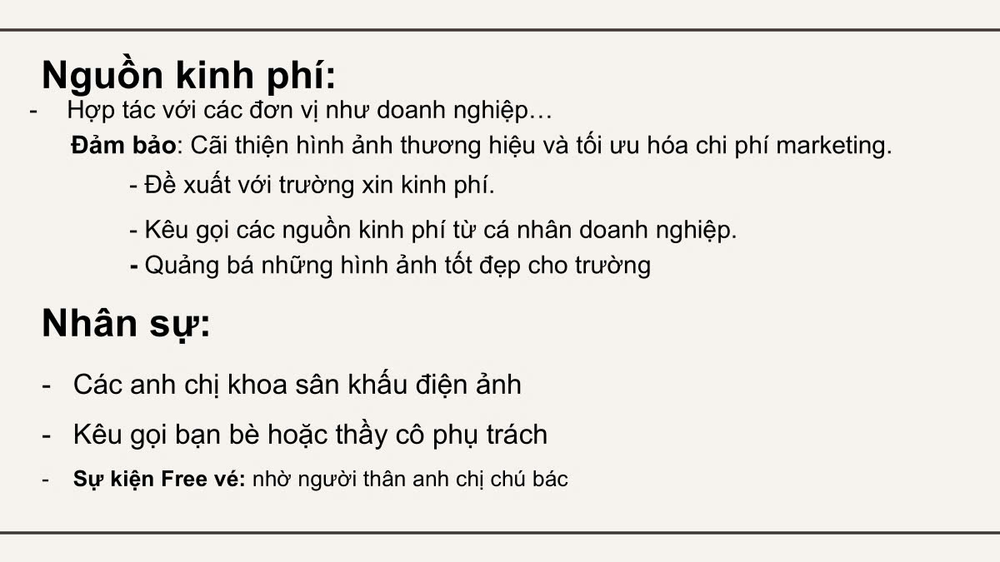 Nguồn kinh phí:
- Hợp tác với các đơn vị như doanh nghiệp…
Đảm bảo: Cãi thiện hình ảnh thương hiệu và tối ưu hóa chi phí marketing.
- Đề xuất với trường xin kinh phí.
- Kêu gọi các nguồn kinh phí từ cá nhân doanh nghiệp.
- Quảng bá những hình ảnh tốt đẹp cho trường
Nhân sự:
- Các anh chị khoa sân khấu điện ảnh
- Kêu gọi bạn bè hoặc thầy cô phụ trách
- Sự kiện Free vé: nhờ người thân anh chị chú bác